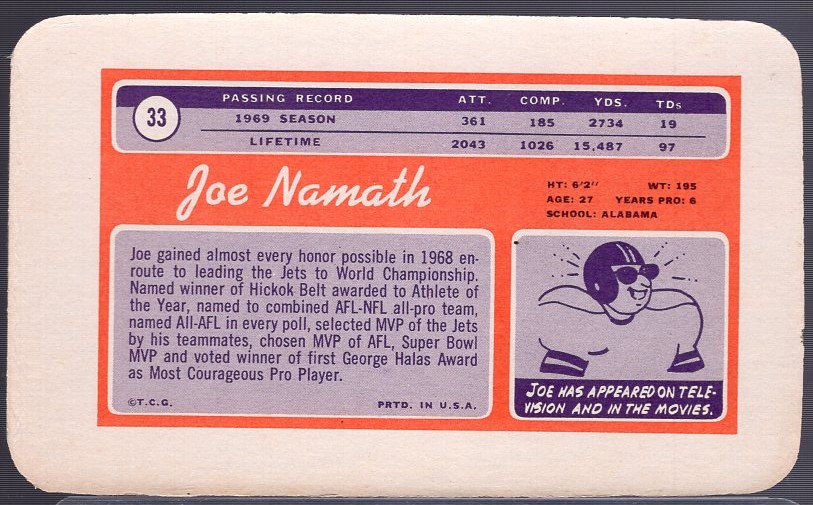 33
PASSING RECORD ATT. COMP. YDS. TDs
1969 SEASON 361 185 2734 19
LIFETIME 2043 1026 15,487 97
Joe Namath
HT: 6'2" WT: 195
AGE: 27 YEARS PRO: 6
SCHOOL: ALABAMA
Joe gained almost every honor possible in 1968 en-
route to leading the Jets to World Championship.
Named winner of Hickok Belt awarded to Athlete of
the Year, named to combined AFL-NFL all-pro team,
named All-AFL in every poll, selected MVP of the Jets
by his teammates, chosen MVP of AFL, Super Bowl
MVP and voted winner of first George Halas Award
as Most Courageous Pro Player.
©T.C.G. PRTD. IN U.S.A.
JOE HAS APPEARED ON TELE-
VISION AND IN THE MOVIES.